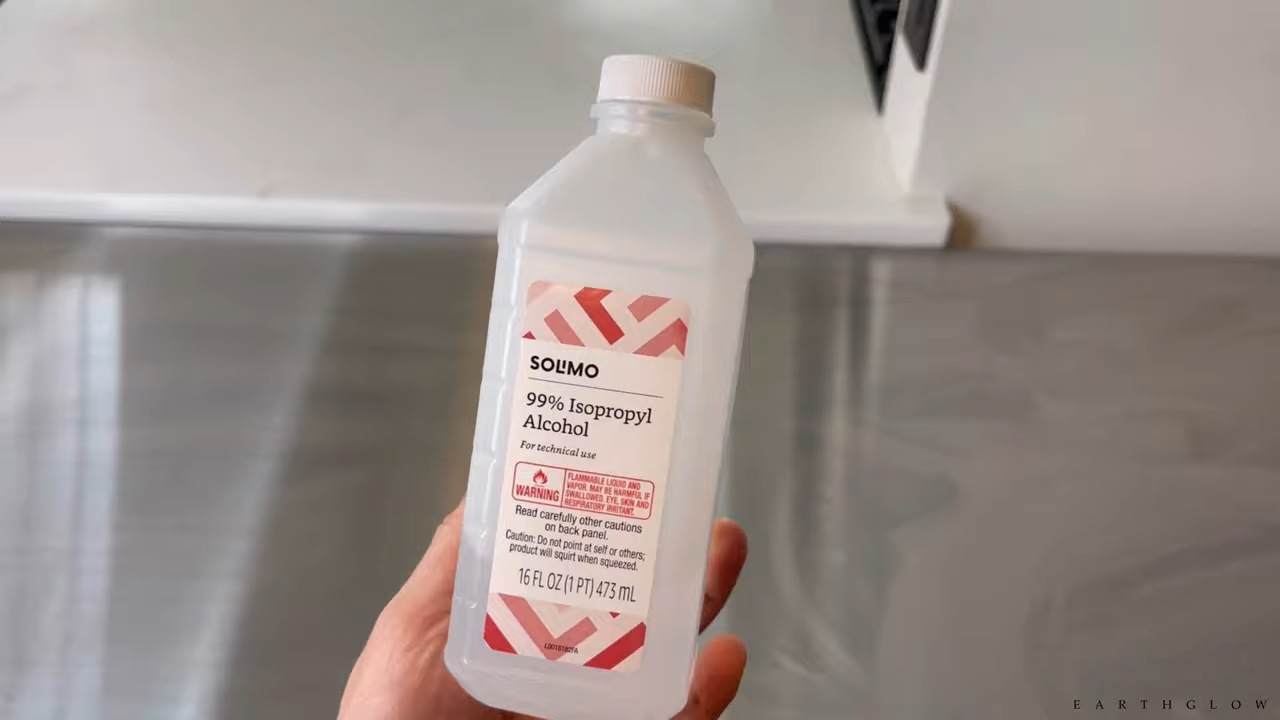 SOLIMO
99% Isopropyl
Alcohol
For technical use
WARNING
FLAMMABLE LIQUID AND
VAPOR. MAY BE HARMFUL IF
SWALLOWED. EYE, SKIN AND
RESPIRATORY IRRITANT.
Read carefully other cautions
on back panel.
Caution: Do not point at self or others;
product will squirt when squeezed.
16 FL OZ (1 PT) 473 mL
EARTHGLOW